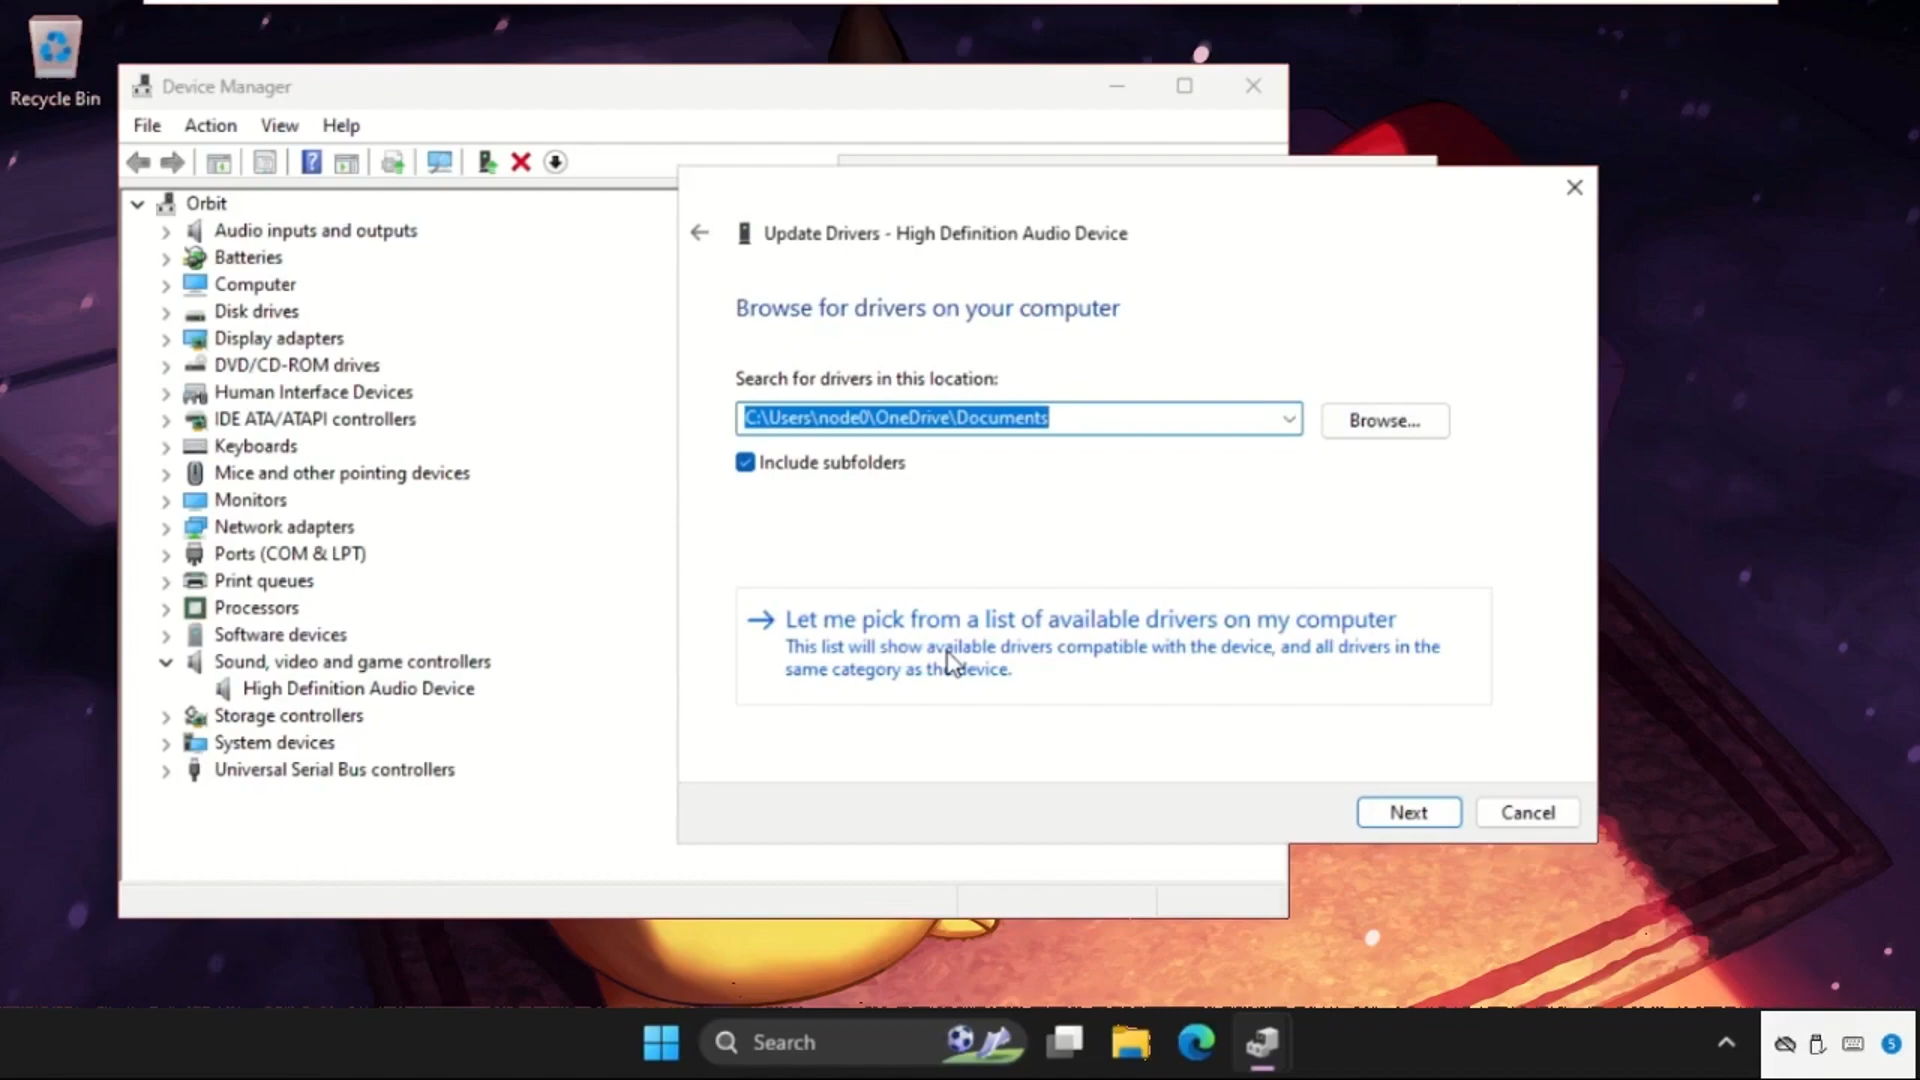 Recycle Bin
Device Manager
File Action View Help
Orbit
Audio inputs and outputs
Batteries
Computer
Disk drives
Display adapters
DVD/CD-ROM drives
Human Interface Devices
IDE ATA/ATAPI controllers
Keyboards
Mice and other pointing devices
Monitors
Network adapters
Ports (COM & LPT)
Print queues
Processors
Software devices
Sound, video and game controllers
High Definition Audio Device
Storage controllers
System devices
Universal Serial Bus controllers
Update Drivers - High Definition Audio Device
Browse for drivers on your computer
Search for drivers in this location:
C:\Users\node0\OneDrive\Documents
Browse...
Include subfolders
Let me pick from a list of available drivers on my computer
This list will show available drivers compatible with the device, and all drivers in the
same category as the device.
Next
Cancel
Search
5